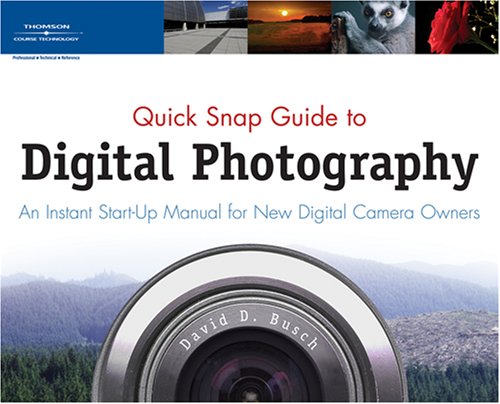 THOMSON
COURSE TECHNOLOGY
Professional ■ Technical ■ Reference
Quick Snap Guide to
Digital Photography
An Instant Start-Up Manual for New Digital Camera Owners
David D. Busch